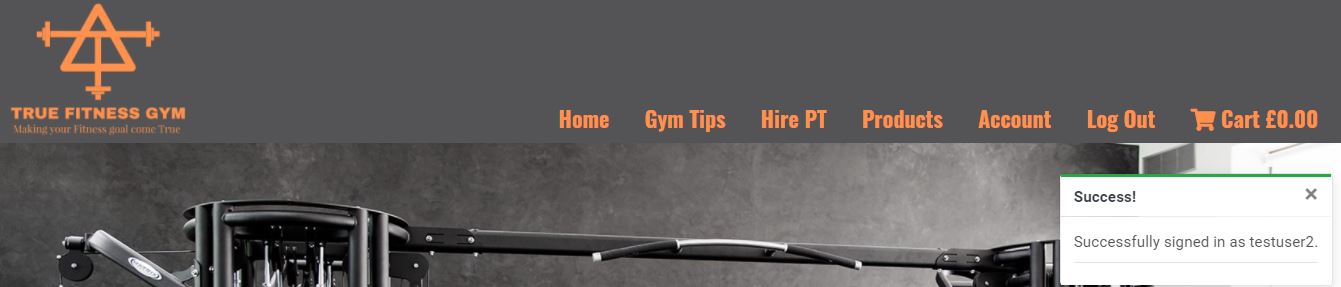 TRUE FITNESS GYM
Making your Fitness goal come True
Home Gym Tips Hire PT Products Account Log Out Cart £0.00
Success! ×
Successfully signed in as testuser2.